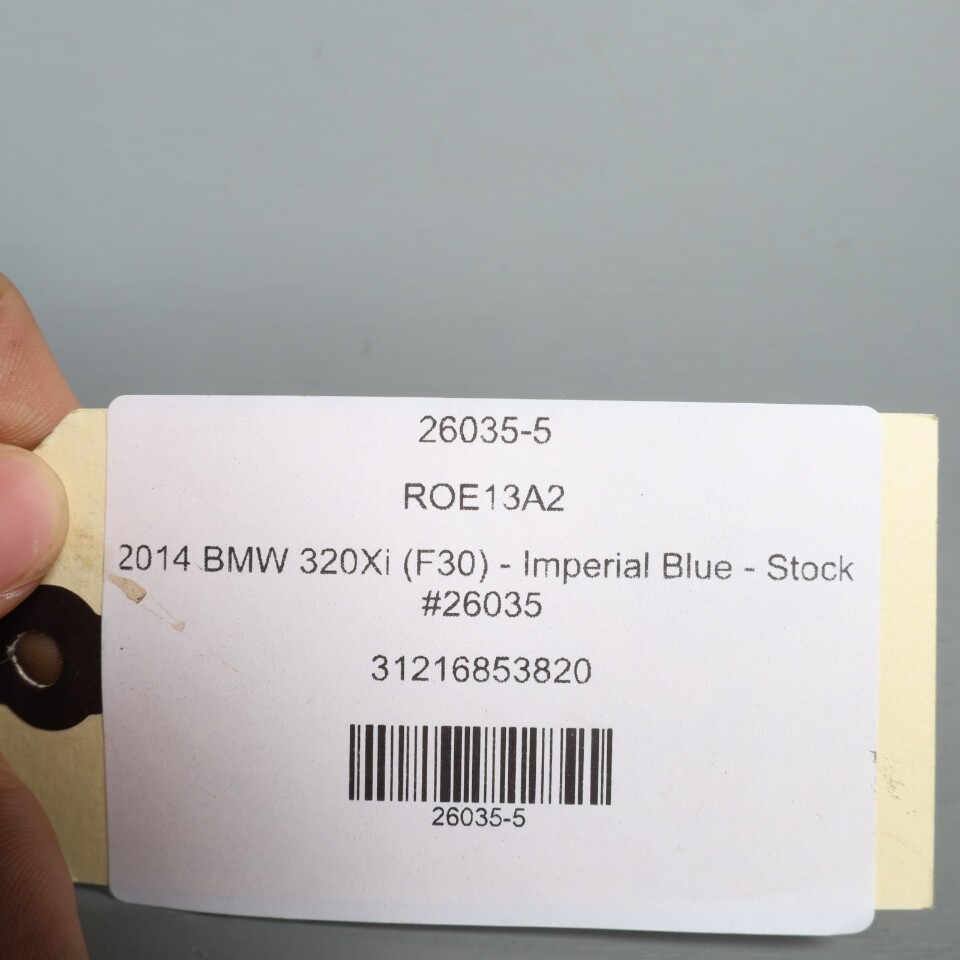 26035-5
ROE13A2
2014 BMW 320Xi (F30) - Imperial Blue - Stock
#26035
31216853820
26035-5